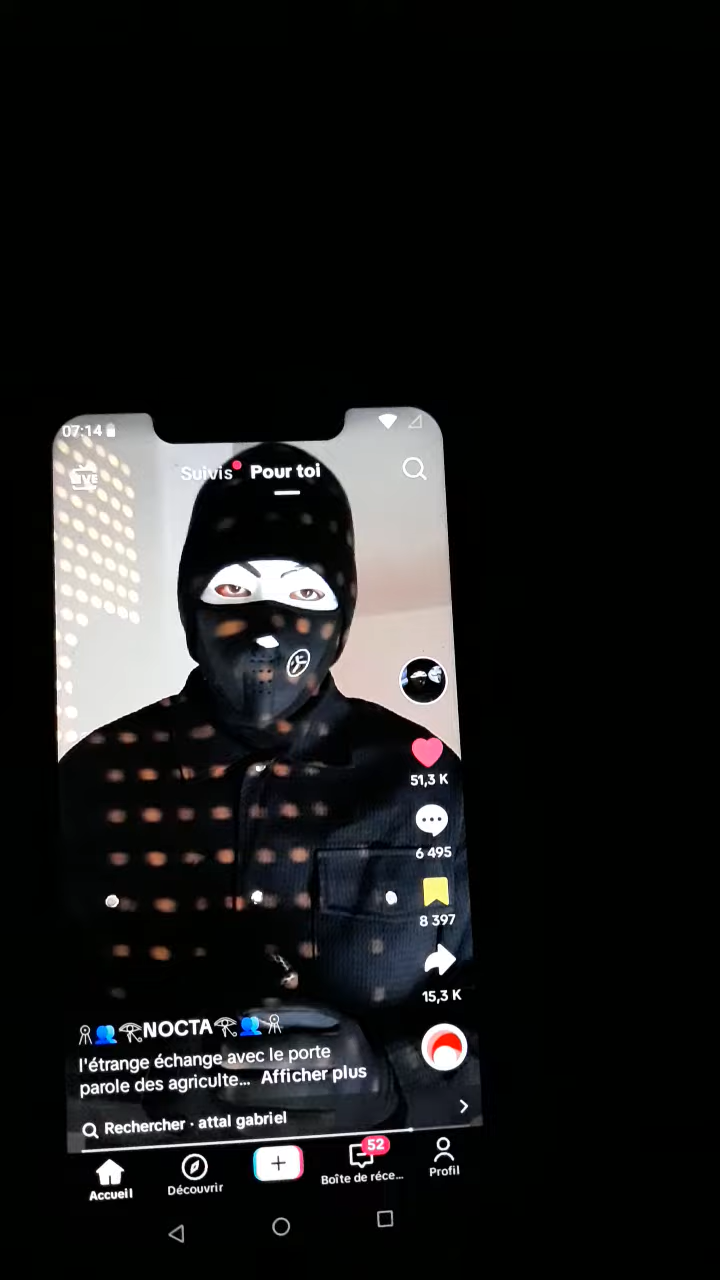 07:14
LIVE
Suivis
Pour toi
51,3 K
6 495
8 397
15,3 K
NOCTA
l'étrange échange avec le porte
parole des agriculte... Afficher plus
Rechercher · attal gabriel
52
Accueil
Découvrir
Boîte de réce...
Profil